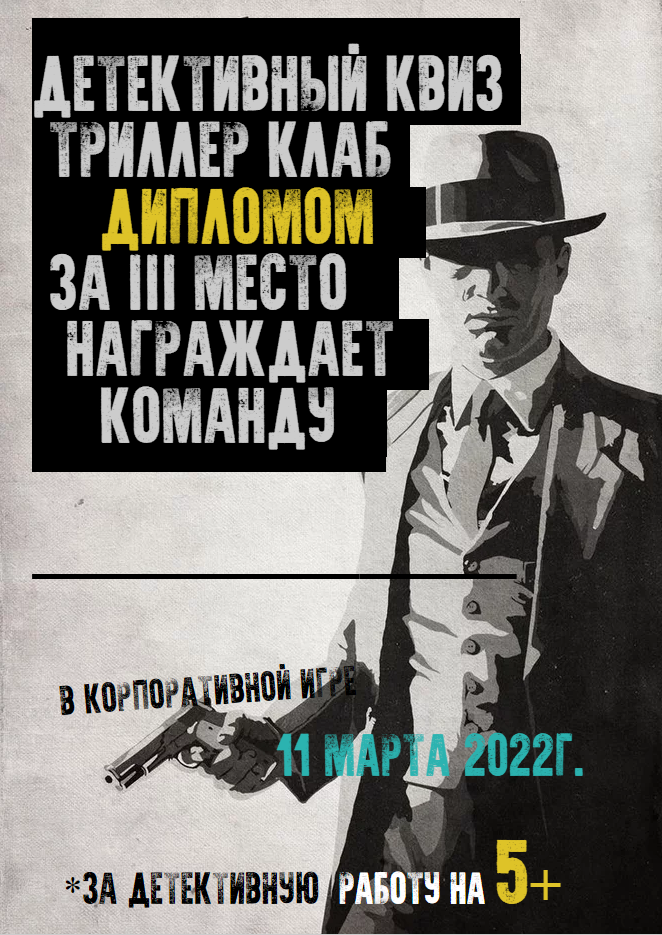 ДЕТЕКТИВНЫЙ КВИЗ
ТРИЛЛЕР КЛАБ
ДИПЛОМОМ
ЗА III МЕСТО
НАГРАЖДАЕТ
КОМАНДУ
В КОРПОРАТИВНОЙ ИГРЕ
11 МАРТА 2022Г.
*ЗА ДЕТЕКТИВНУЮ РАБОТУ НА 5+